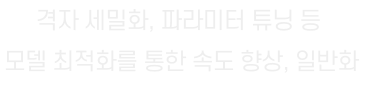 격자 세밀화, 파라미터 튜닝 등
모델 최적화를 통한 속도 향상, 일반화